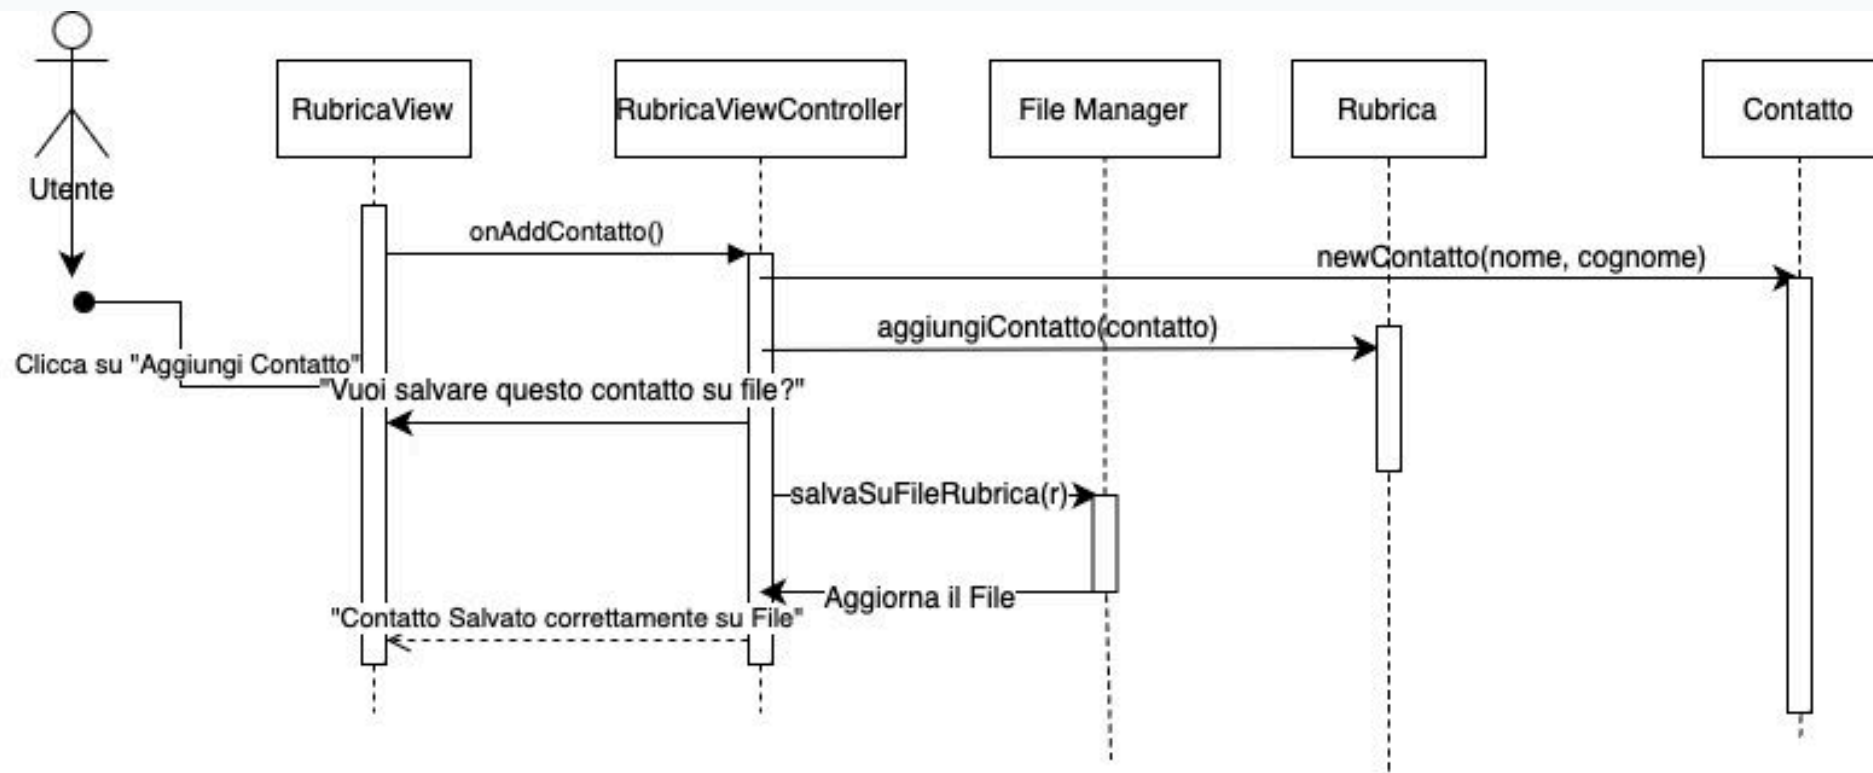 RubricaView
RubricaViewController
File Manager
Rubrica
Contatto
Utente
onAddContatto()
newContatto(nome, cognome)
aggiungiContatto(contatto)
Clicca su "Aggiungi Contatto"
"Vuoi salvare questo contatto su file?"
salvaSuFileRubrica(r)
Aggiorna il File
"Contatto Salvato correttamente su File"